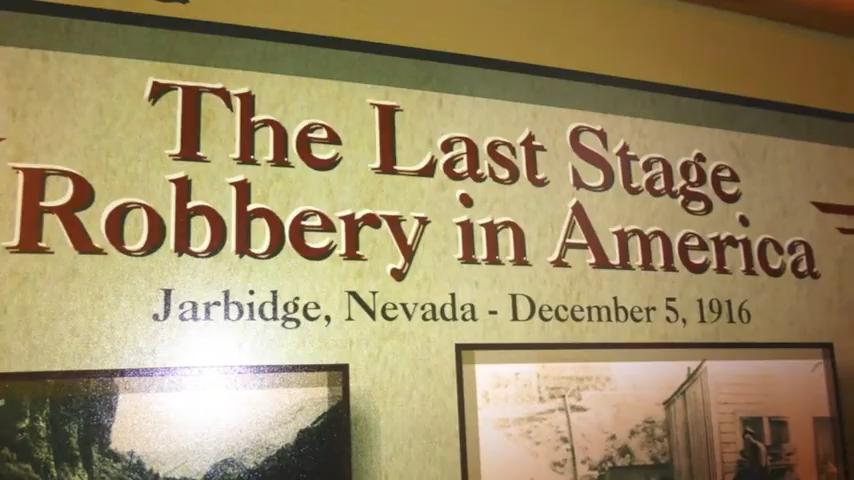 The Last Stage
Robbery in America
Jarbidge, Nevada - December 5, 1916